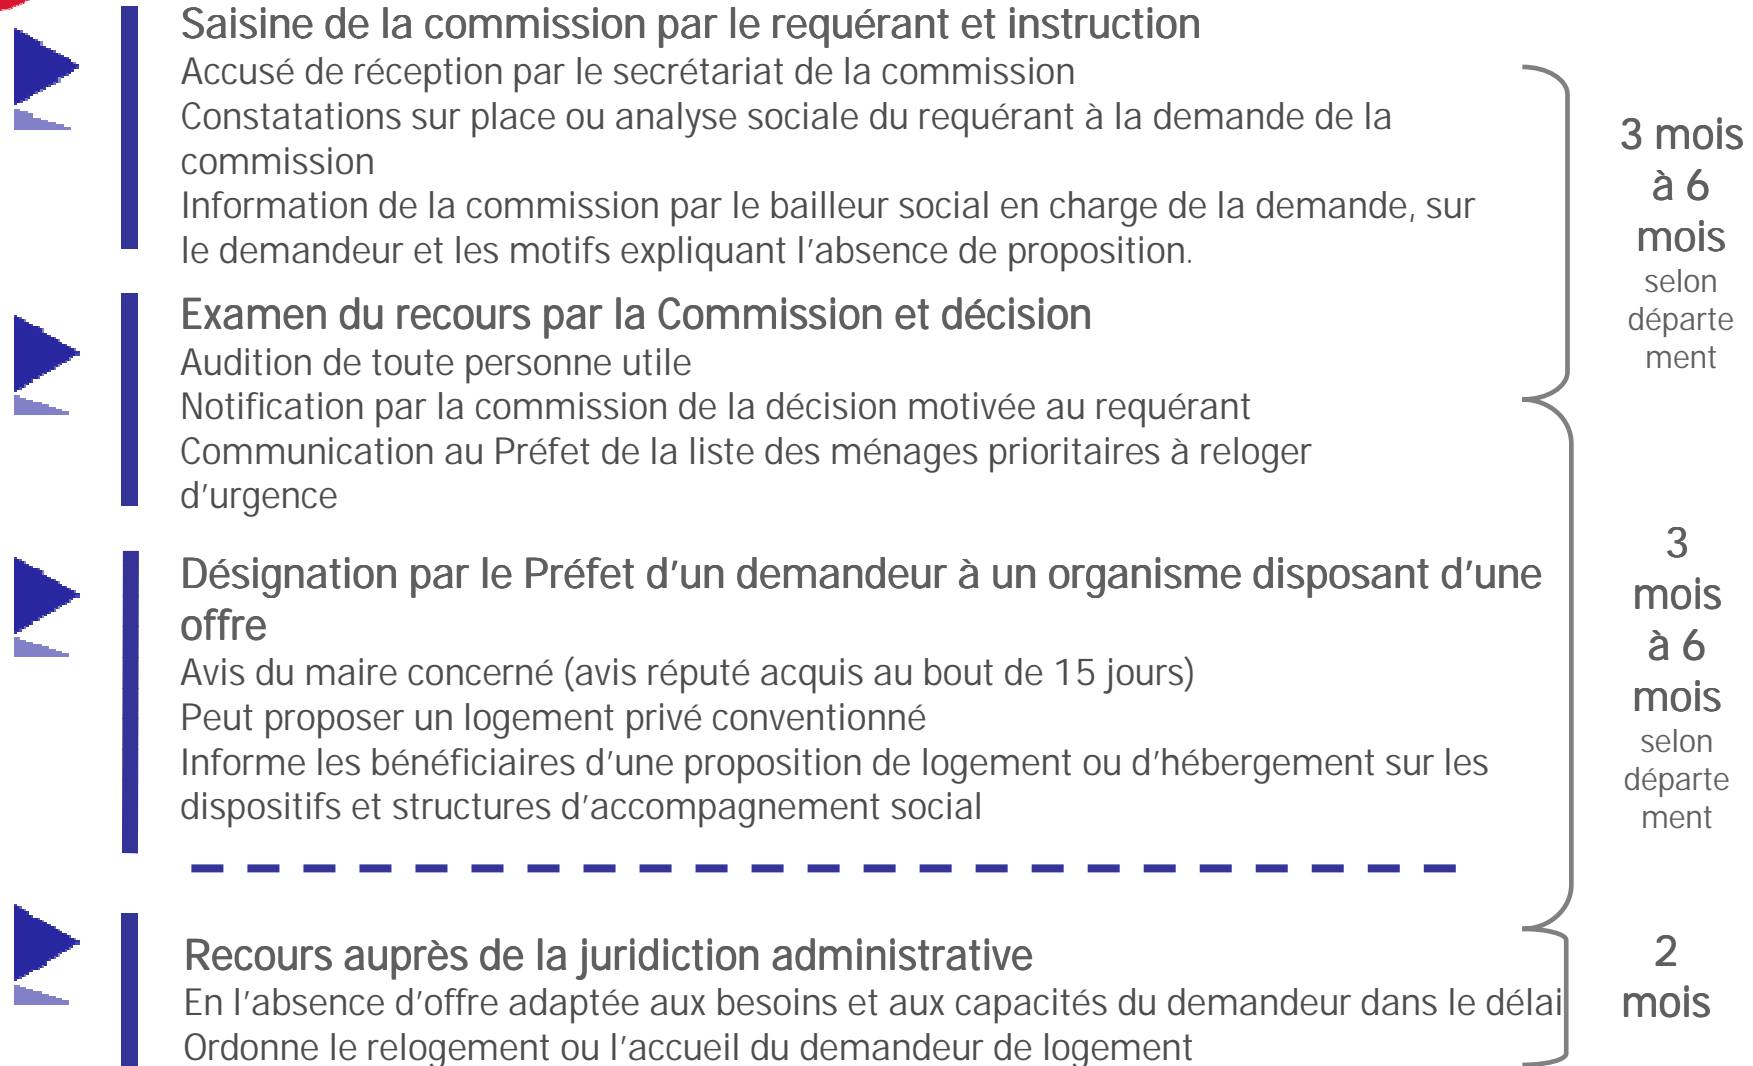 Saisine de la commission par le requérant et instruction
Accusé de réception par le secrétariat de la commission
Constatations sur place ou analyse sociale du requérant à la demande de la
commission
Information de la commission par le bailleur social en charge de la demande, sur
le demandeur et les motifs expliquant l'absence de proposition.
3 mois
à 6
mois
selon
départe
ment
Examen du recours par la Commission et décision
Audition de toute personne utile
Notification par la commission de la décision motivée au requérant
Communication au Préfet de la liste des ménages prioritaires à reloger
d'urgence
Désignation par le Préfet d'un demandeur à un organisme disposant d'une
offre
Avis du maire concerné (avis réputé acquis au bout de 15 jours)
Peut proposer un logement privé conventionné
Informe les bénéficiaires d'une proposition de logement ou d'hébergement sur les
dispositifs et structures d'accompagnement social
3
mois
à 6
mois
selon
départe
ment
Recours auprès de la juridiction administrative
En l'absence d'offre adaptée aux besoins et aux capacités du demandeur dans le délai
Ordonne le relogement ou l'accueil du demandeur de logement
2
mois